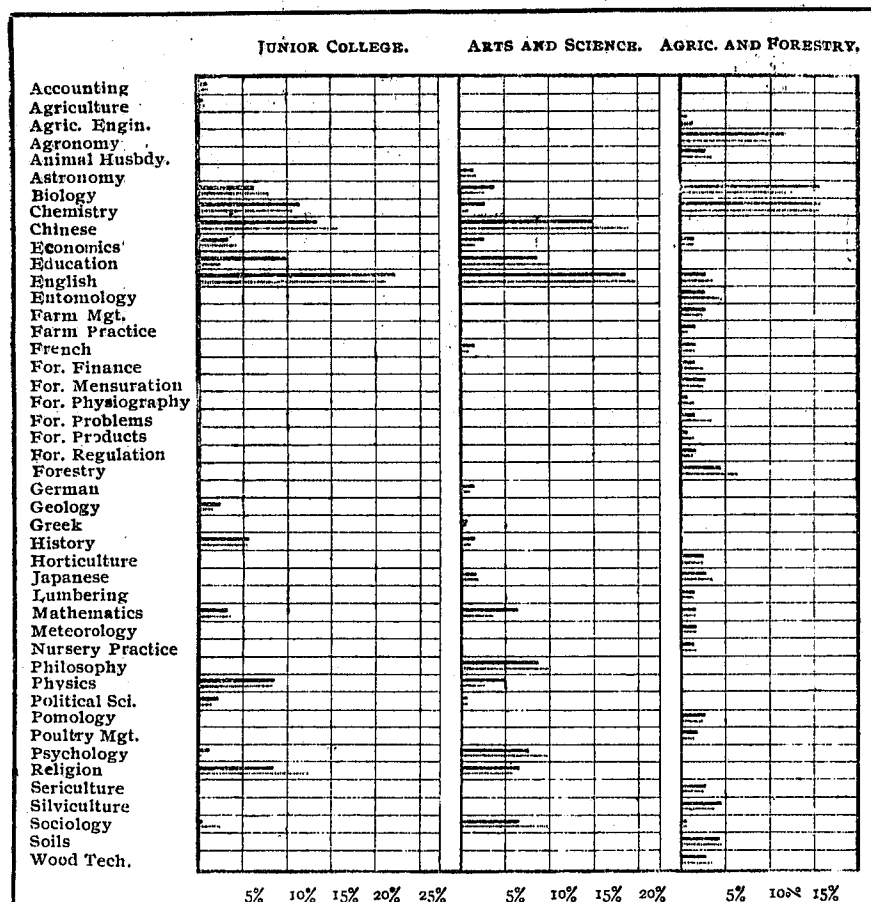 JUNIOR COLLEGE. ARTS AND SCIENCE. AGRIC. AND FORESTRY.
Accounting
Agriculture
Agric. Engin.
Agronomy
Animal Husbdy.
Astronomy
Biology
Chemistry
Chinese
Economics
Education
English
Entomology
Farm Mgt.
Farm Practice
French
For. Finance
For. Mensuration
For. Physiography
For. Problems
For. Products
For. Regulation
Forestry
German
Geology
Greek
History
Horticulture
Japanese
Lumbering
Mathematics
Meteorology
Nursery Practice
Philosophy
Physics
Political Sci.
Pomology
Poultry Mgt.
Psychology
Religion
Sericulture
Silviculture
Sociology
Soils
Wood Tech.
5% 10% 15% 20% 25% 5% 10% 15% 20% 5% 10% 15%